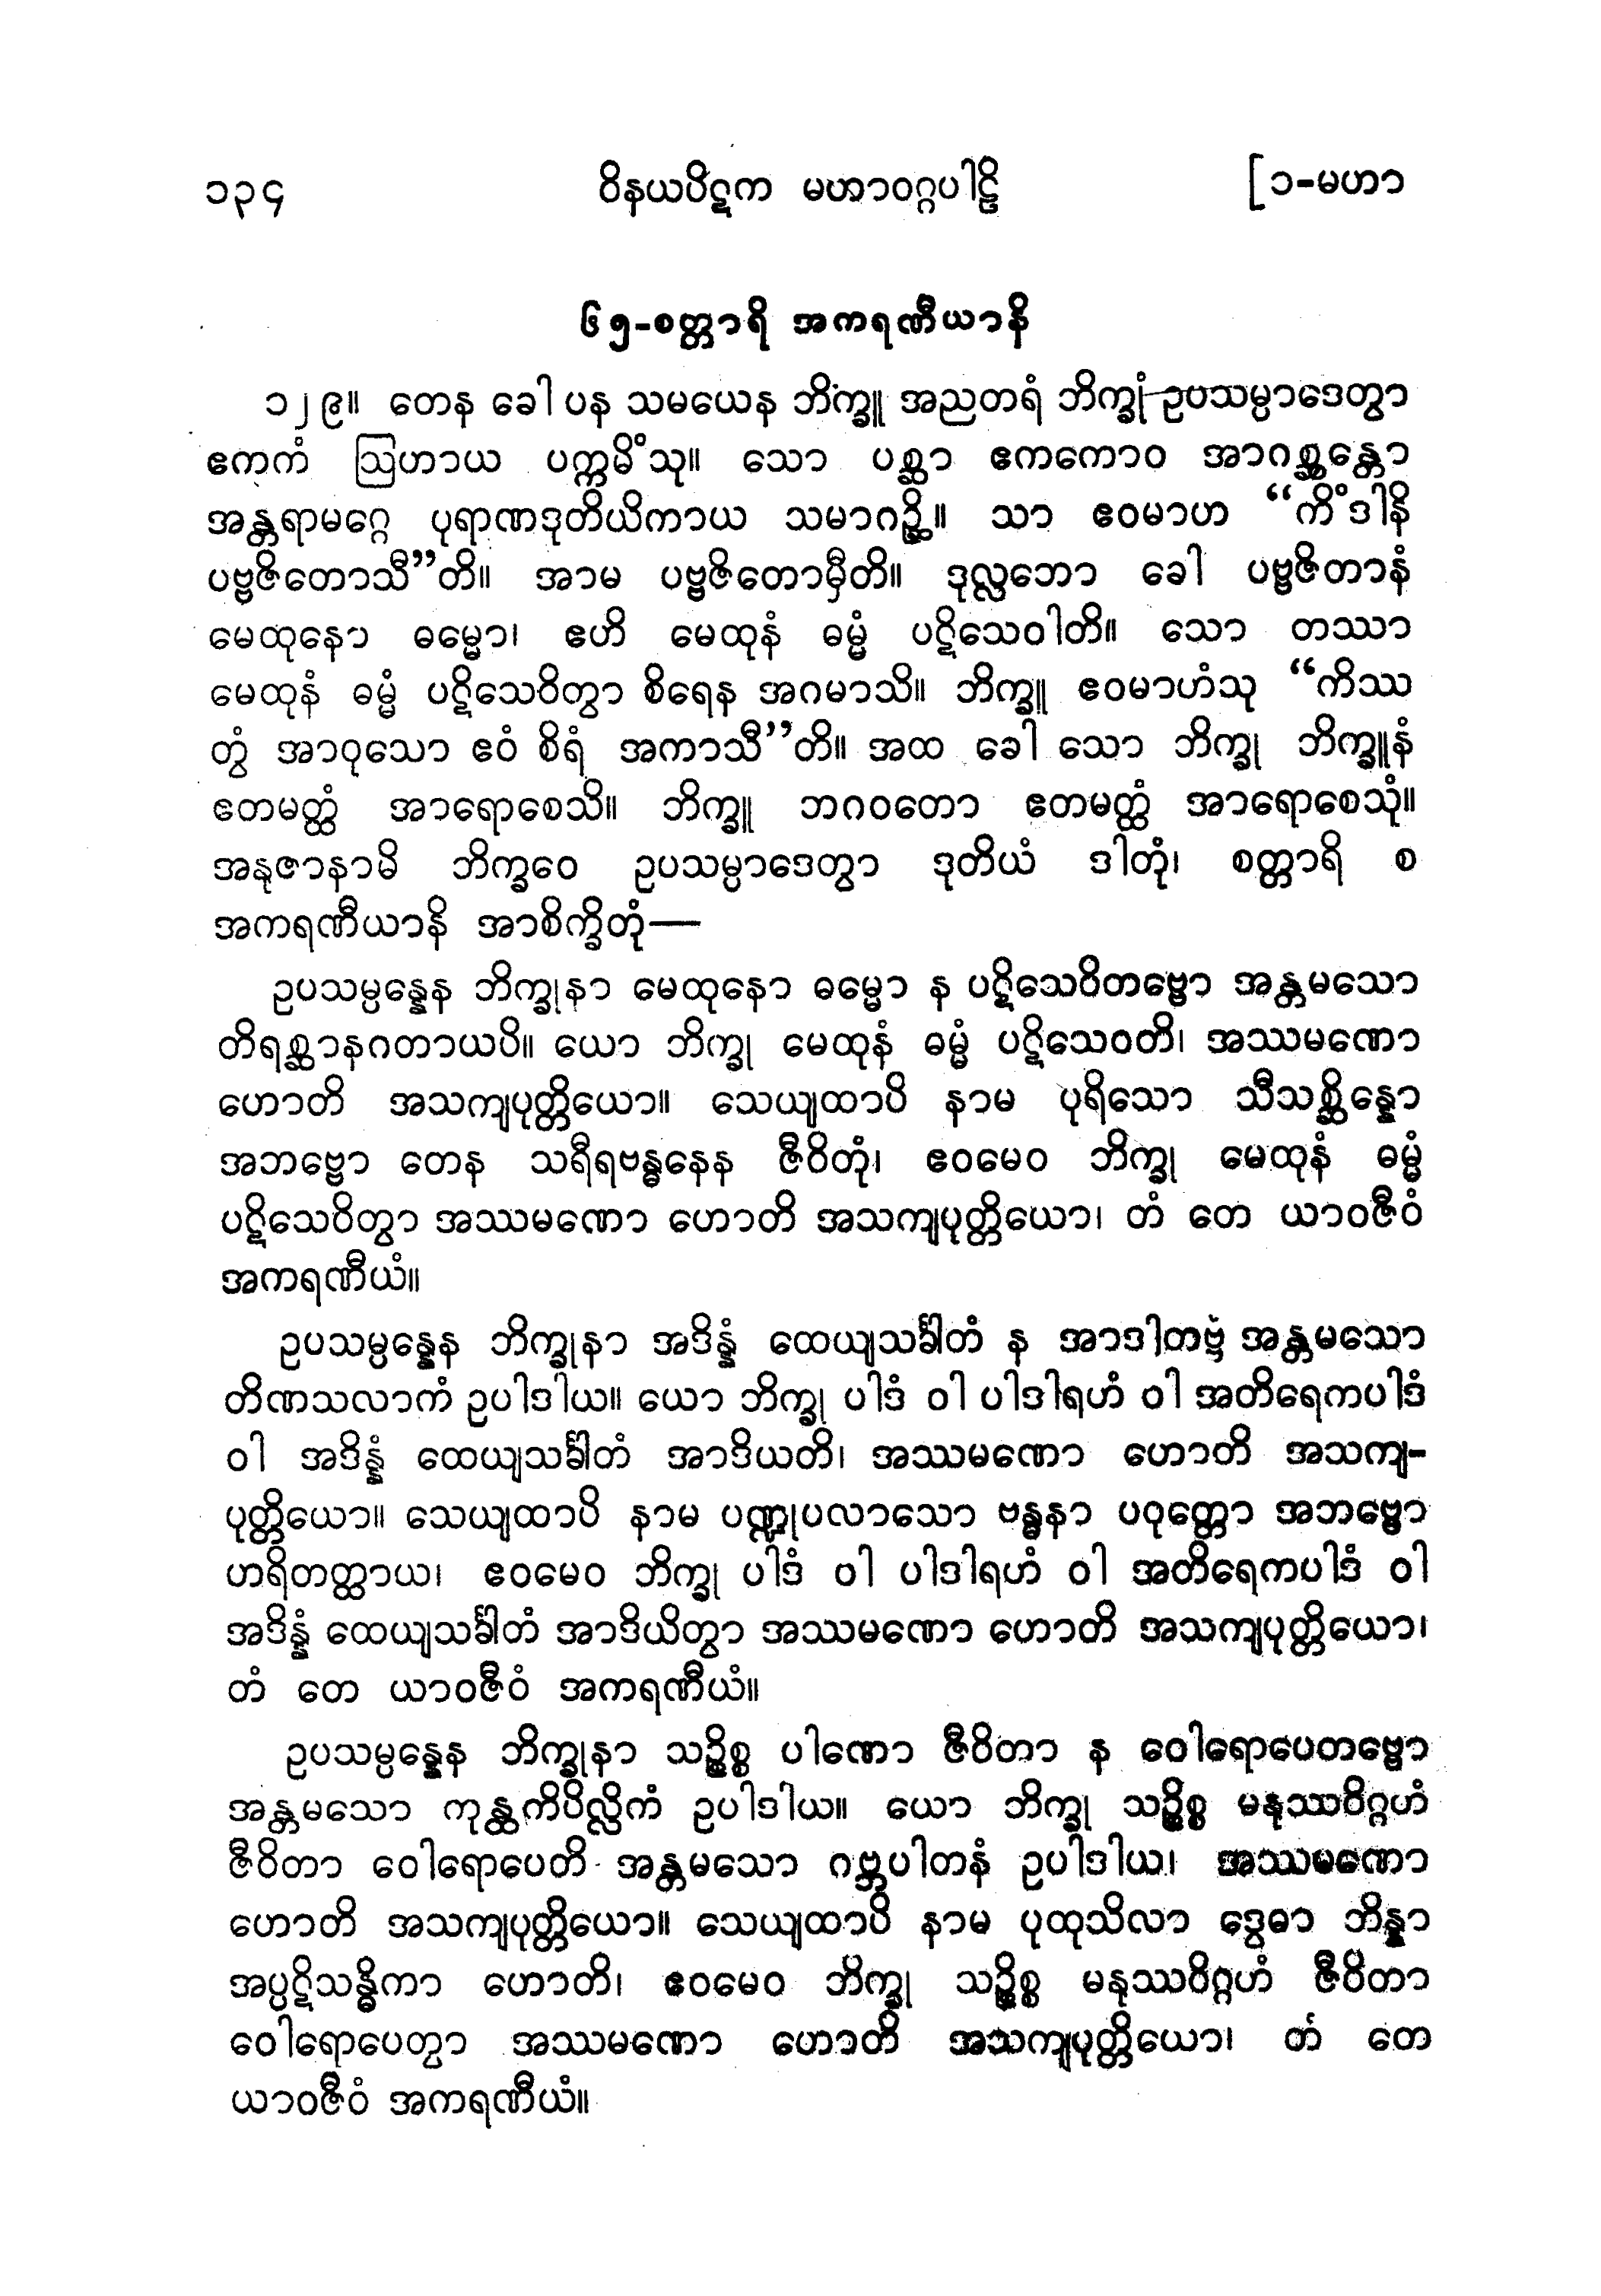 ၁၃၄ ဝိနယပိဋက မဟာဝဂ္ဂပါဠိ [၁-မဟာ
၆၅-စတ္တာရိ အကရဏီယာနိ
၁၂၉။ တေန ခေါ ပန သမယေန ဘိက္ခူ အညတရံ ဘိက္ခုံ ဥပသမ္ပာဒေတွာ
ဧကကံ ဩဟာယ ပက္ကမိံသု။ သော ပစ္ဆာ ဧကကောဝ အာဂစ္ဆန္တော
အန္တရာမဂ္ဂေ ပုရာဏဒုတိယိကာယ သမာဂဉ္ဆိ။ သာ ဧဝမာဟ “ကိံ ဒါနိ
ပဗ္ဗဇိတောသီ”တိ။ အာမ ပဗ္ဗဇိတောမှီတိ။ ဒုလ္လဘော ခေါ ပဗ္ဗဇိတာနံ
မေထုနော ဓမ္မော၊ ဧဟိ မေထုနံ ဓမ္မံ ပဋိသေဝါတိ။ သော တဿာ
မေထုနံ ဓမ္မံ ပဋိသေဝိတွာ စိရေန အဂမာသိ။ ဘိက္ခူ ဧဝမာဟံသု “ကိဿ
တွံ အာဝုသော ဧဝံ စိရံ အကာသီ”တိ။ အထ ခေါ သော ဘိက္ခု ဘိက္ခူနံ
ဧတမတ္ထံ အာရောစေသိ။ ဘိက္ခူ ဘဂဝတော ဧတမတ္ထံ အာရောစေသုံ။
အနုဇာနာမိ ဘိက္ခဝေ ဥပသမ္ပာဒေတွာ ဒုတိယံ ဒါတုံ၊ စတ္တာရိ စ
အကရဏီယာနိ အာစိက္ခိတုံ—
ဥပသမ္ပန္နေန ဘိက္ခုနာ မေထုနော ဓမ္မော န ပဋိသေဝိတဗ္ဗော အန္တမသော
တိရစ္ဆာနဂတာယပိ။ ယော ဘိက္ခု မေထုနံ ဓမ္မံ ပဋိသေဝတိ၊ အဿမဏော
ဟောတိ အသကျပုတ္တိယော။ သေယျထာပိ နာမ ပုရိသော သီသစ္ဆိန္နော
အဘဗ္ဗော တေန သရီရဗန္ဓနေန ဇီဝိတုံ၊ ဧဝမေဝ ဘိက္ခု မေထုနံ ဓမ္မံ
ပဋိသေဝိတွာ အဿမဏော ဟောတိ အသကျပုတ္တိယော၊ တံ တေ ယာဝဇီဝံ
အကရဏီယံ။
ဥပသမ္ပန္နေန ဘိက္ခုနာ အဒိန္နံ ထေယျသင်္ခါတံ န အာဒါတဗ္ဗံ အန္တမသော
တိဏသလာကံ ဥပါဒါယ။ ယော ဘိက္ခု ပါဒံ ဝါ ပါဒါရဟံ ဝါ အတိရေကပါဒံ
ဝါ အဒိန္နံ ထေယျသင်္ခါတံ အာဒိယတိ၊ အဿမဏော ဟောတိ အသကျ-
ပုတ္တိယော။ သေယျထာပိ နာမ ပဏ္ဍုပလာသော ဗန္ဓနာ ပဝုတ္တော အဘဗ္ဗော
ဟရိတတ္ထာယ၊ ဧဝမေဝ ဘိက္ခု ပါဒံ ဝါ ပါဒါရဟံ ဝါ အတိရေကပါဒံ ဝါ
အဒိန္နံ ထေယျသင်္ခါတံ အာဒိယိတွာ အဿမဏော ဟောတိ အသကျပုတ္တိယော၊
တံ တေ ယာဝဇီဝံ အကရဏီယံ။
ဥပသမ္ပန္နေန ဘိက္ခုနာ သဉ္စိစ္စ ပါဏော ဇီဝိတာ န ဝေါရောပေတဗ္ဗော
အန္တမသော ကုန္ထကိပိလ္လိကံ ဥပါဒါယ။ ယော ဘိက္ခု သဉ္စိစ္စ မနုဿဝိဂ္ဂဟံ
ဇီဝိတာ ဝေါရောပေတိ အန္တမသော ဂဗ္ဘပါတနံ ဥပါဒါယ၊ အဿမဏော
ဟောတိ အသကျပုတ္တိယော။ သေယျထာပိ နာမ ပုထုသိလာ ဒွေဓာ ဘိန္နာ
အပ္ပဋိသန္ဓိကာ ဟောတိ၊ ဧဝမေဝ ဘိက္ခု သဉ္စိစ္စ မနုဿဝိဂ္ဂဟံ ဇီဝိတာ
ဝေါရောပေတွာ အဿမဏော ဟောတိ အသကျပုတ္တိယော၊ တံ တေ
ယာဝဇီဝံ အကရဏီယံ။